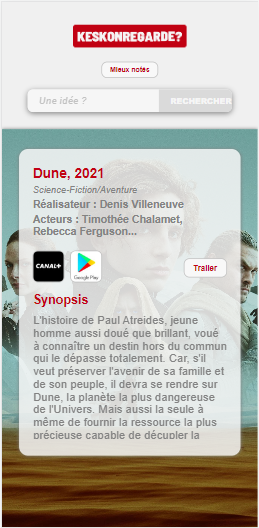 KESKONREGARDE?
Mieux notés
Une idée ?
RECHERCHER
Dune, 2021
Science-Fiction/Aventure
Réalisateur : Denis Villeneuve
Acteurs : Timothée Chalamet,
Rebecca Ferguson...
CANAL+
Google Play
Trailer
Synopsis
L'histoire de Paul Atreides, jeune
homme aussi doué que brillant, voué
à connaître un destin hors du commun
qui le dépasse totalement. Car, s'il
veut préserver l'avenir de sa famille et
de son peuple, il devra se rendre sur
Dune, la planète la plus dangereuse
de l'Univers. Mais aussi la seule à
même de fournir la ressource la plus
précieuse capable de décupler la